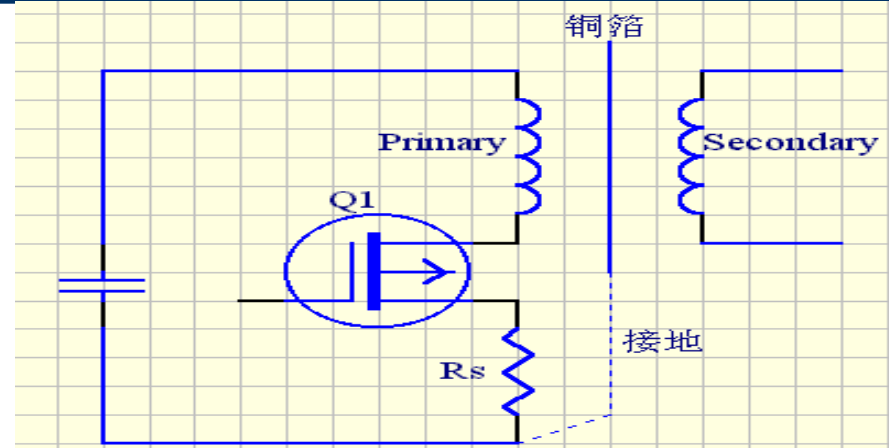 铜箔
Primary
Secondary
Q1
接地
Rs